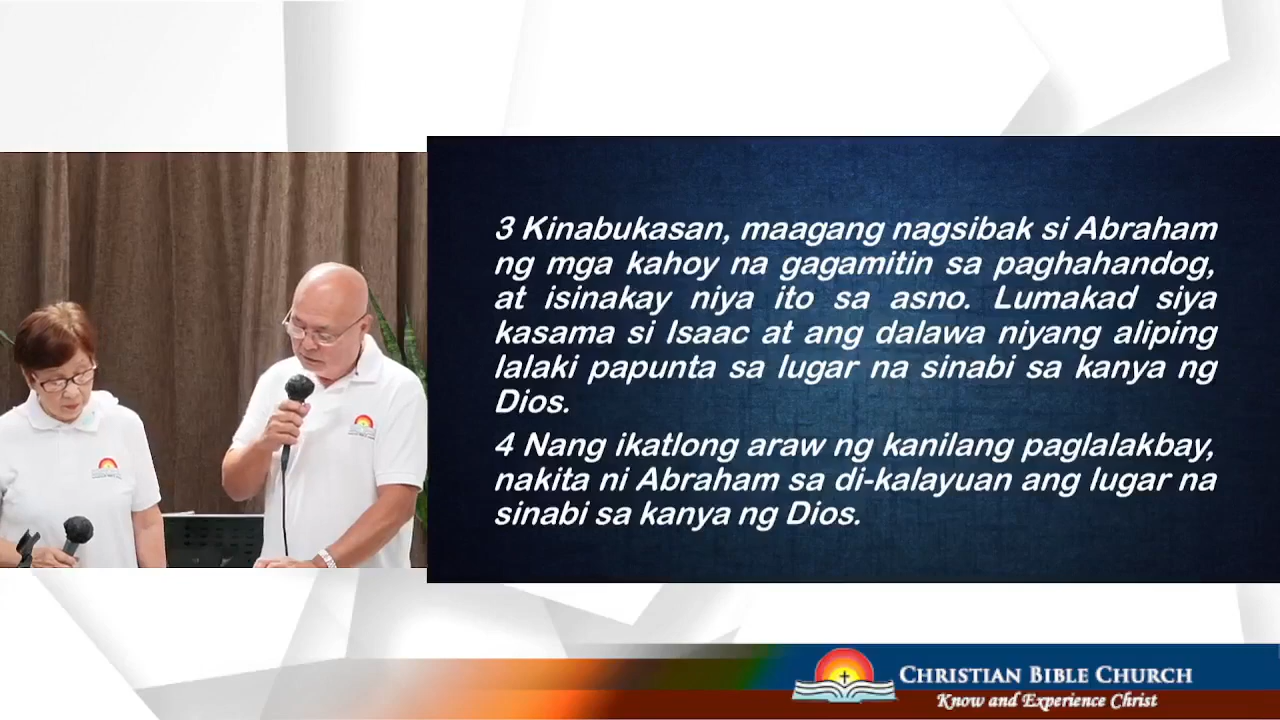 3 Kinabukasan, maagang nagsibak si Abraham
ng mga kahoy na gagamitin sa paghahandog,
at isinakay niya ito sa asno. Lumakad siya
kasama si Isaac at ang dalawa niyang aliping
lalaki papunta sa lugar na sinabi sa kanya ng
Dios.
4 Nang ikatlong araw ng kanilang paglalakbay,
nakita ni Abraham sa di-kalayuan ang lugar na
sinabi sa kanya ng Dios.
CHRISTIAN BIBLE CHURCH
Know and Experience Christ